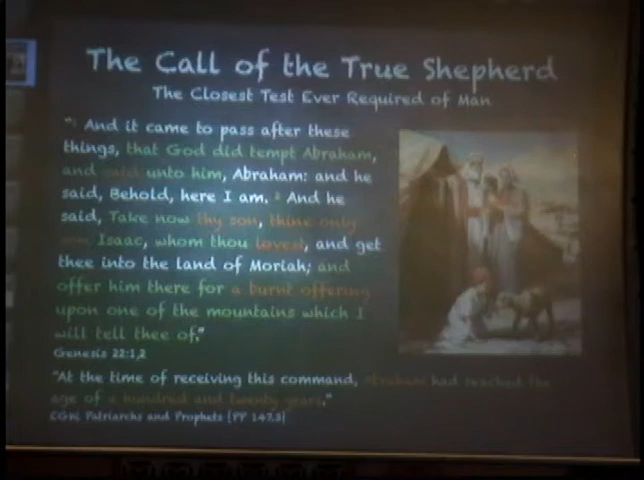 The Call of the True Shepherd
The Closest Test Ever Required of Man
"¹ And it came to pass after these
things, that God did tempt Abraham,
and said unto him, Abraham: and he
said, Behold, here I am. ² And he
said, Take now thy son, thine only
son Isaac, whom thou lovest, and get
thee into the land of Moriah; and
offer him there for a burnt offering
upon one of the mountains which I
will tell thee of."
Genesis 22:1,2
"At the time of receiving this command, Abraham had reached the
age of a hundred and twenty years."
EGW, Patriarchs and Prophets {PP 147.3}